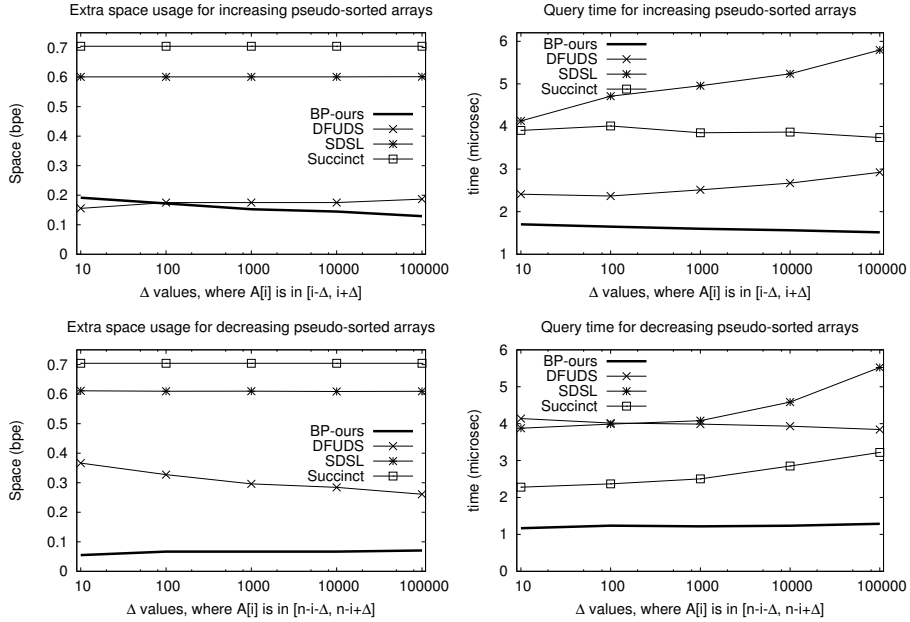 Extra space usage for increasing pseudo-sorted arrays
Space (bpe)
0.7
0.6
0.5
0.4
0.3
0.2
0.1
0
BP-ours
DFUDS
SDSL
Succinct
10 100 1000 10000 100000
Δ values, where A[i] is in [i-Δ, i+Δ]
Query time for increasing pseudo-sorted arrays
time (microsec)
6
5
4
3
2
1
BP-ours
DFUDS
SDSL
Succinct
10 100 1000 10000 100000
Δ values, where A[i] is in [i-Δ, i+Δ]
Extra space usage for decreasing pseudo-sorted arrays
Space (bpe)
0.7
0.6
0.5
0.4
0.3
0.2
0.1
0
BP-ours
DFUDS
SDSL
Succinct
10 100 1000 10000 100000
Δ values, where A[i] is in [n-i-Δ, n-i+Δ]
Query time for decreasing pseudo-sorted arrays
time (microsec)
6
5
4
3
2
1
0
BP-ours
DFUDS
SDSL
Succinct
10 100 1000 10000 100000
Δ values, where A[i] is in [n-i-Δ, n-i+Δ]